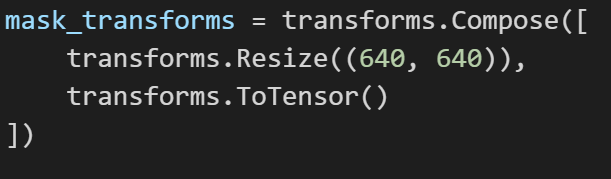 mask_transforms = transforms.Compose([
    transforms.Resize((640, 640)),
    transforms.ToTensor()
])